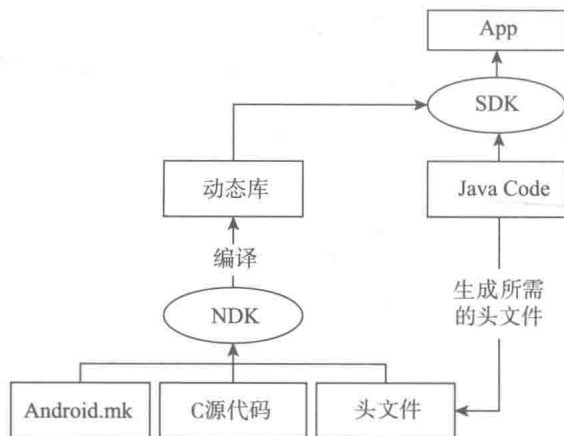 App
SDK
动态库
Java Code
编译
生成所需
的头文件
NDK
Android.mk
C源代码
头文件